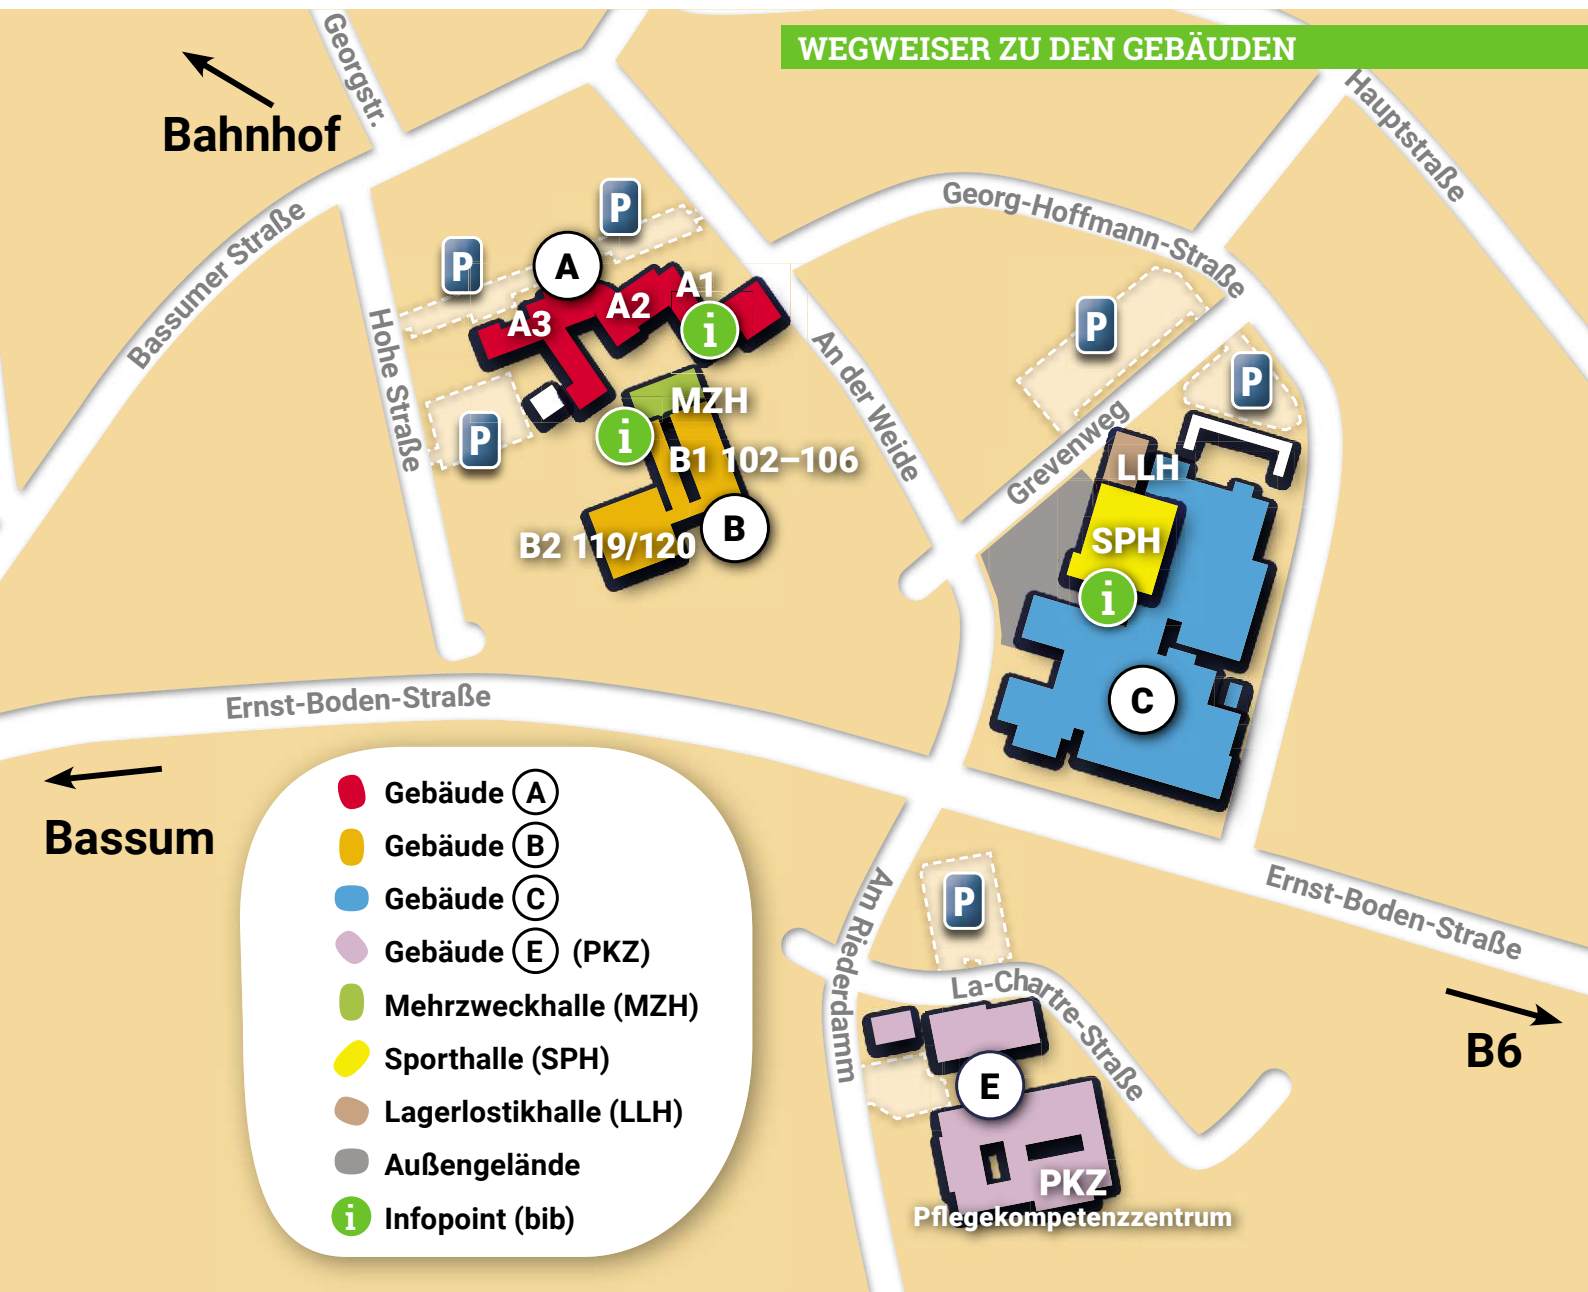 WEGWEISER ZU DEN GEBÄUDEN
Georgstr.
Bahnhof
Hauptstraße
Bassumer Straße
P
P
Georg-Hoffmann-Straße
A
A1
A2
A3
i
P
Hohe Straße
An der Weide
P
P
MZH
i
B1 102–106
B2 119/120
B
Grevenweg
LLH
SPH
i
C
Ernst-Boden-Straße
Bassum
Gebäude A
Gebäude B
Gebäude C
Gebäude E (PKZ)
Mehrzweckhalle (MZH)
Sporthalle (SPH)
Lagerlostikhalle (LLH)
Außengelände
i Infopoint (bib)
Am Riederdamm
P
Ernst-Boden-Straße
La-Chartre-Straße
B6
E
PKZ
Pflegekompetenzzentrum